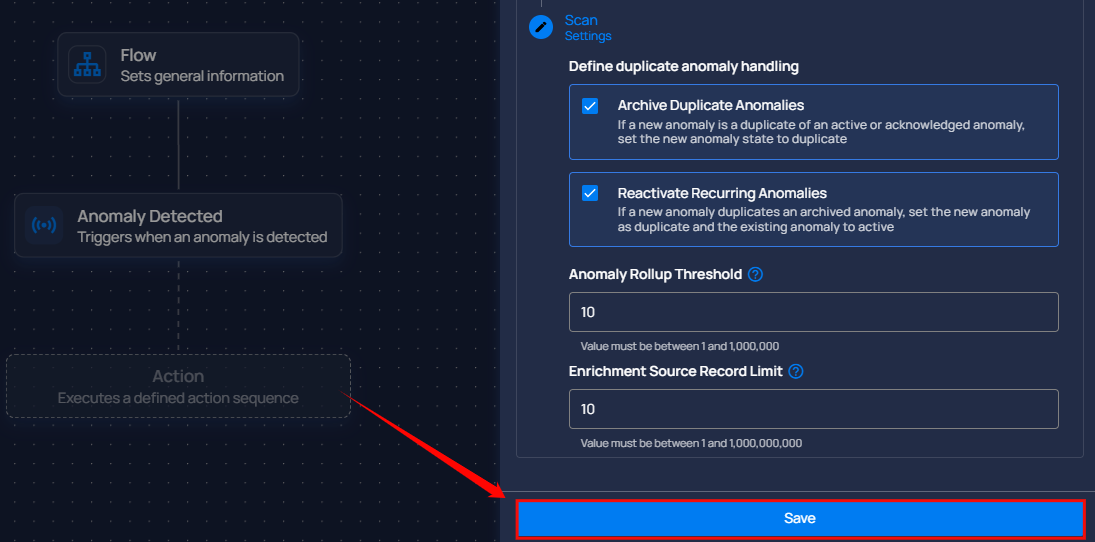 Flow
Sets general information
Anomaly Detected
Triggers when an anomaly is detected
Action
Executes a defined action sequence
Scan
Settings
Define duplicate anomaly handling
Archive Duplicate Anomalies
If a new anomaly is a duplicate of an active or acknowledged anomaly,
set the new anomaly state to duplicate
Reactivate Recurring Anomalies
If a new anomaly duplicates an archived anomaly, set the new anomaly
as duplicate and the existing anomaly to active
Anomaly Rollup Threshold ?
10
Value must be between 1 and 1,000,000
Enrichment Source Record Limit ?
10
Value must be between 1 and 1,000,000,000
Save